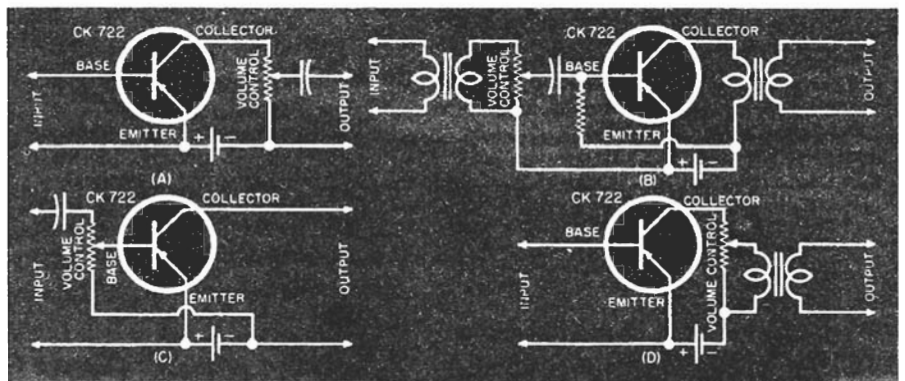 CK 722
COLLECTOR
BASE
VOLUME
CONTROL
INPUT
OUTPUT
EMITTER
+ -
(A)
CK 722
COLLECTOR
BASE
INPUT
VOLUME
CONTROL
OUTPUT
EMITTER
+ -
(B)
CK 722
COLLECTOR
VOLUME
CONTROL
BASE
INPUT
OUTPUT
EMITTER
+ -
(C)
CK 722
COLLECTOR
BASE
VOLUME CONTROL
INPUT
OUTPUT
EMITTER
+ -
(D)